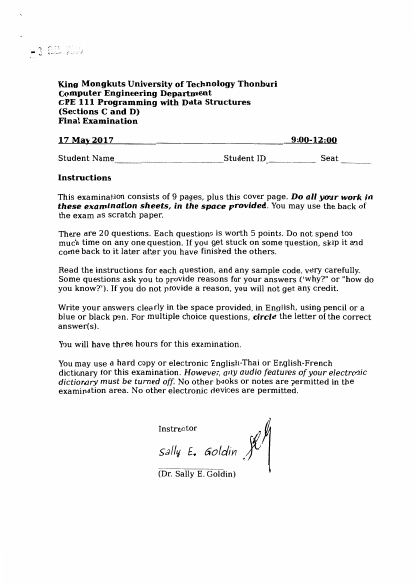 King Mongkuts University of Technology Thonburi
Computer Engineering Department
CPE 111 Programming with Data Structures
(Sections C and D)
Final Examination
17 May 2017 9:00-12:00
Student Name____________________Student ID__________ Seat ______
Instructions
This examination consists of 9 pages, plus this cover page. Do all your work in
these examination sheets, in the space provided. You may use the back of
the exam as scratch paper.
There are 20 questions. Each question is worth 5 points. Do not spend too
much time on any one question. If you get stuck on some question, skip it and
come back to it later after you have finished the others.
Read the instructions for each question, and any sample code, very carefully.
Some questions ask you to provide reasons for your answers ("why?" or "how do
you know?"). If you do not provide a reason, you will not get any credit.
Write your answers clearly in the space provided, in English, using pencil or a
blue or black pen. For multiple choice questions, circle the letter of the correct
answer(s).
You will have three hours for this examination.
You may use a hard copy or electronic English-Thai or English-French
dictionary for this examination. However, any audio features of your electronic
dictionary must be turned off. No other books or notes are permitted in the
examination area. No other electronic devices are permitted.
Instructor
Sally E. Goldin
(Dr. Sally E. Goldin)